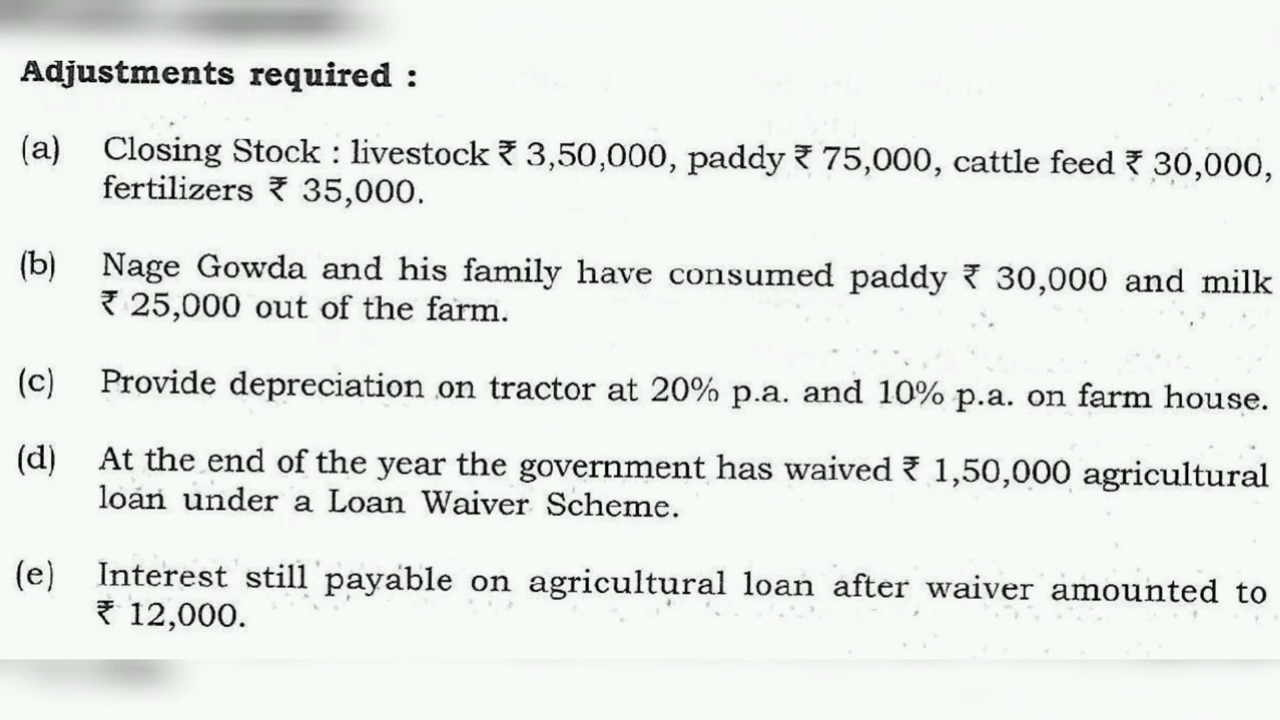 Adjustments required :
(a) Closing Stock : livestock ₹ 3,50,000, paddy ₹ 75,000, cattle feed ₹ 30,000,
fertilizers ₹ 35,000.
(b) Nage Gowda and his family have consumed paddy ₹ 30,000 and milk
₹ 25,000 out of the farm.
(c) Provide depreciation on tractor at 20% p.a. and 10% p.a. on farm house.
(d) At the end of the year the government has waived ₹ 1,50,000 agricultural
loan under a Loan Waiver Scheme.
(e) Interest still payable on agricultural loan after waiver amounted to
₹ 12,000.